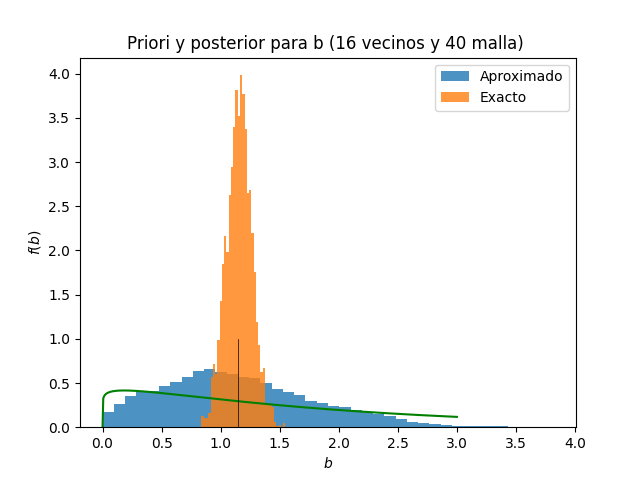 Priori y posterior para b (16 vecinos y 40 malla)
Aproximado
Exacto
4.0
3.5
3.0
2.5
2.0
1.5
1.0
0.5
0.0
f(b)
0.0 0.5 1.0 1.5 2.0 2.5 3.0 3.5 4.0
b